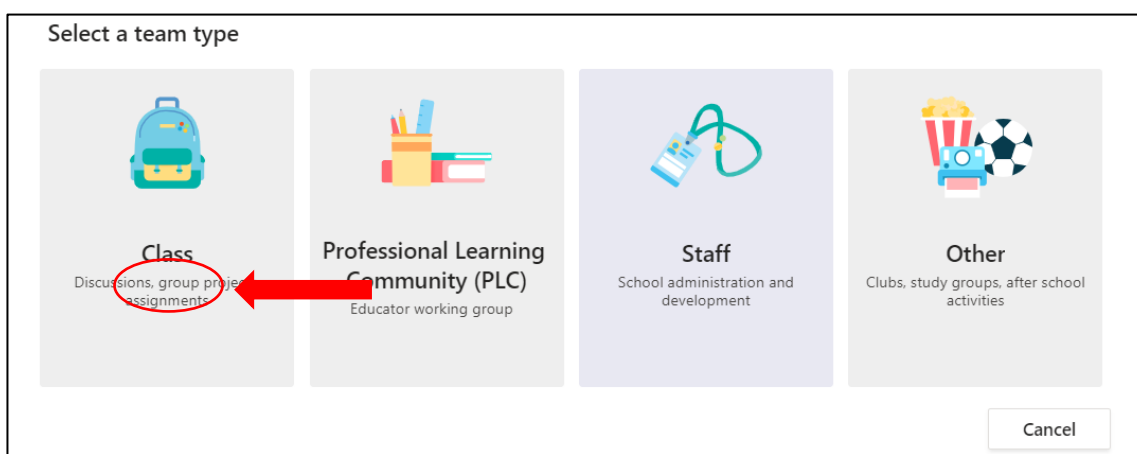 Select a team type
Class
Discussions, group proje
assignments
Professional Learning
Community (PLC)
Educator working group
Staff
School administration and
development
Other
Clubs, study groups, after school
activities
Cancel